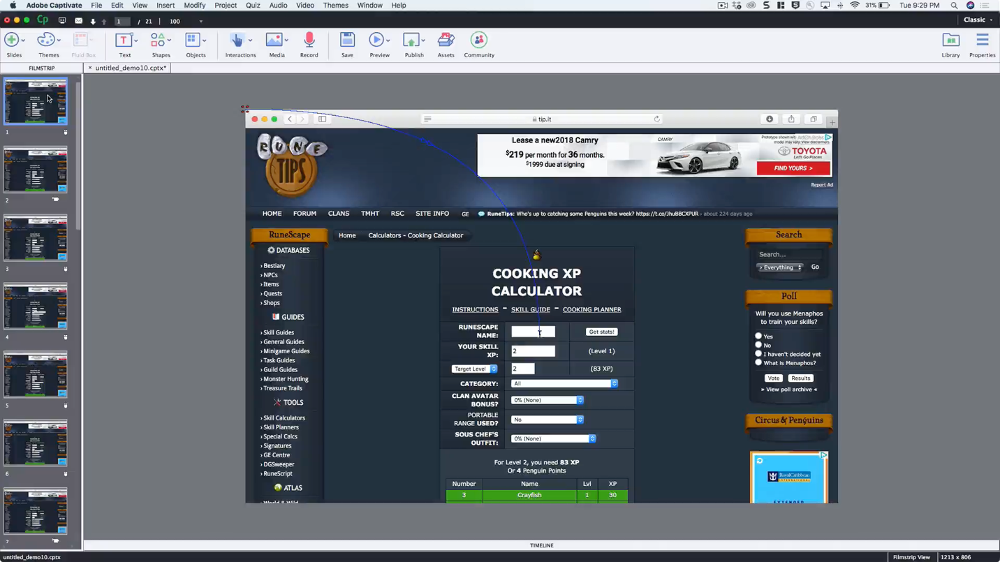 Adobe Captivate File Edit View Insert Modify Project Quiz Audio Video Themes Window Help 31% Tue 9:29 PM
Cp 1 / 21 100 Classic
Slides Themes Fluid Box Text Shapes Objects Interactions Media Record Save Preview Publish Assets Community Library Properties
FILMSTRIP × untitled_demo10.cptx*
1
2
3
4
5
6
7
tip.it
RUNE
TIPS
Lease a new2018 Camry
$219 per month for 36 months.
$1999 due at signing
CAMRY
TOYOTA
Let's Go Places.
FIND YOURS >
Report Ad
HOME FORUM CLANS TMHT RSC SITE INFO GE RuneTips: Who's up to catching some Penguins this week? https://t.co/JhuBBCXPUR - about 224 days ago
RuneScape
DATABASES
› Bestiary
› NPCs
› Items
› Quests
› Shops
GUIDES
› Skill Guides
› General Guides
› Minigame Guides
› Task Guides
› Guild Guides
› Monster Hunting
› Treasure Trails
TOOLS
› Skill Calculators
› Skill Planners
› Special Calcs
› Signatures
› GE Centre
› DGSweeper
› RuneScript
ATLAS
Home Calculators - Cooking Calculator
COOKING XP
CALCULATOR
INSTRUCTIONS - SKILL GUIDE - COOKING PLANNER
RUNESCAPE
NAME:
Get stats!
YOUR SKILL
XP:
2 (Level 1)
Target Level 2 (83 XP)
CATEGORY: All
CLAN AVATAR
BONUS?
0% (None)
PORTABLE
RANGE USED?
No
SOUS CHEF'S
OUTFIT:
0% (None)
For Level 2, you need 83 XP
Or 4 Penguin Points
Number Name Lvl XP
3 Crayfish 1 30
Search
Search...
› Everything Go
Poll
Will you use Menaphos
to train your skills?
Yes
No
I haven't decided yet
What is Menaphos?
Vote Results
» View poll archive «
Circus & Penguins
RoyalCaribbean
INTERNATIONAL
EXTENDED
TIMELINE
untitled_demo10.cptx Filmstrip View 1213 x 806